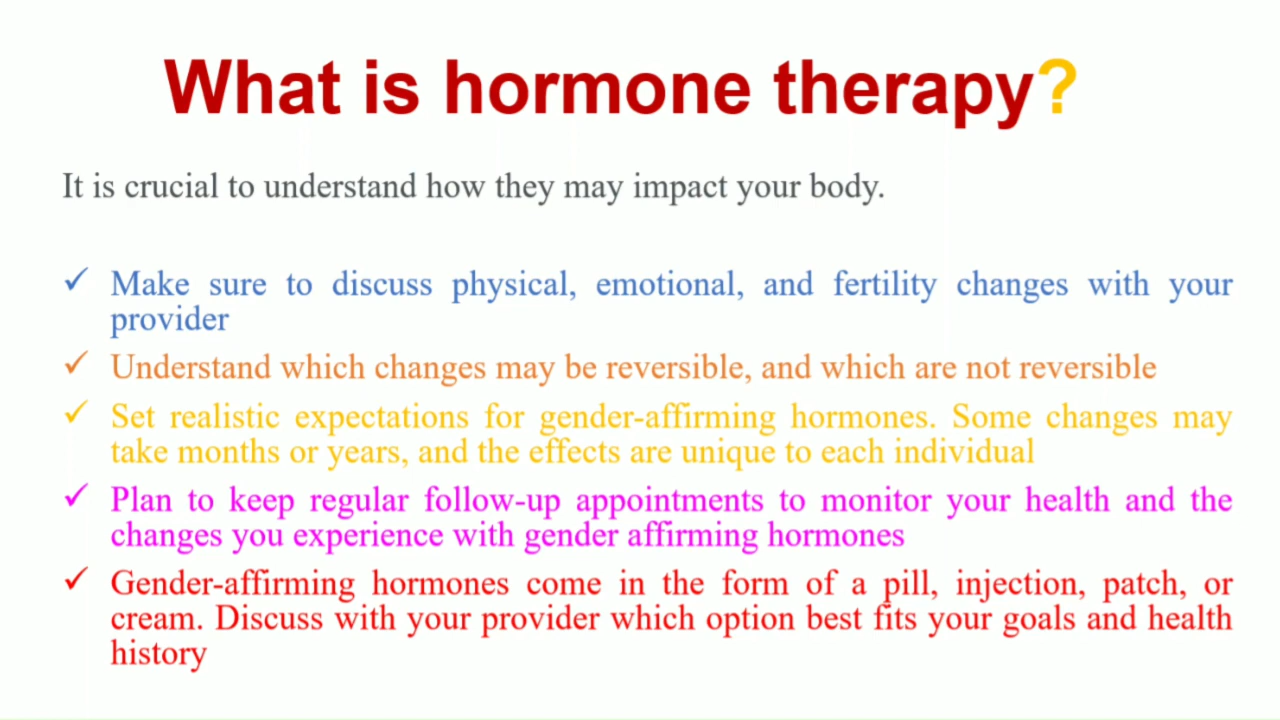 What is hormone therapy?
It is crucial to understand how they may impact your body.
✓ Make sure to discuss physical, emotional, and fertility changes with your
provider
✓ Understand which changes may be reversible, and which are not reversible
✓ Set realistic expectations for gender-affirming hormones. Some changes may
take months or years, and the effects are unique to each individual
✓ Plan to keep regular follow-up appointments to monitor your health and the
changes you experience with gender affirming hormones
✓ Gender-affirming hormones come in the form of a pill, injection, patch, or
cream. Discuss with your provider which option best fits your goals and health
history